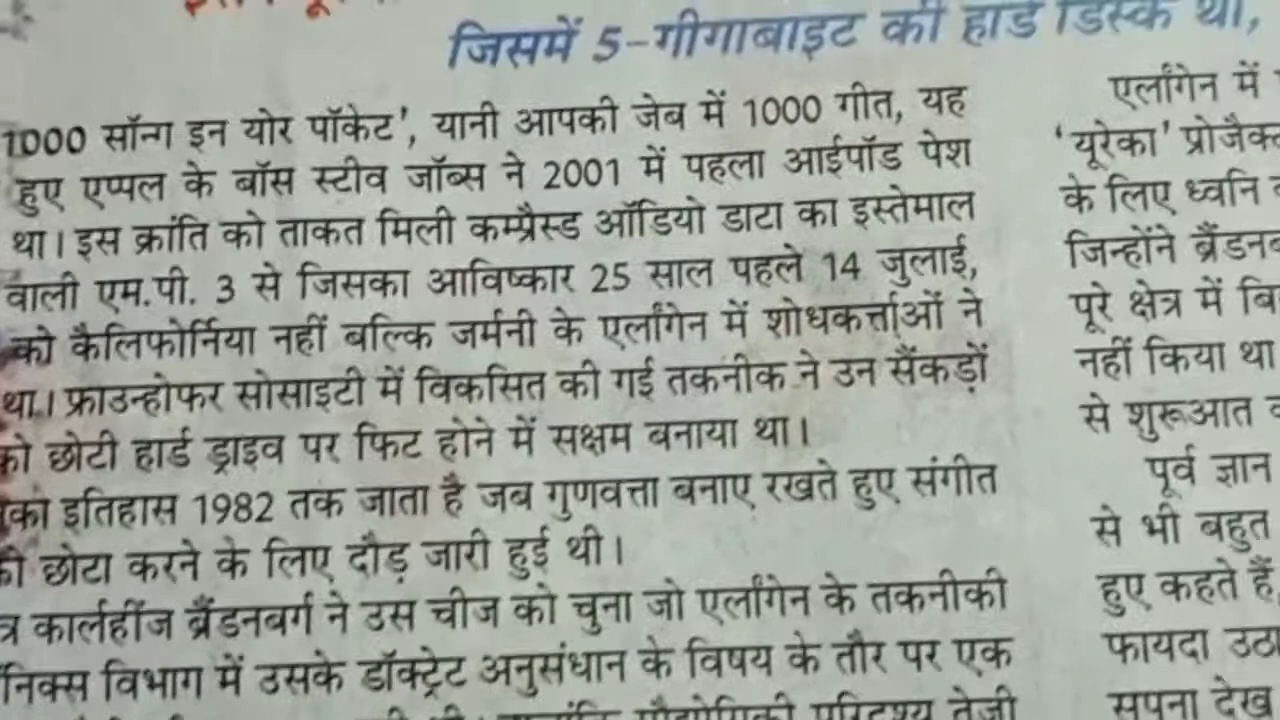 जिसमें 5-गीगाबाइट की हार्ड डिस्क थी,
1000 सॉन्ग इन योर पॉकेट', यानी आपकी जेब में 1000 गीत, यह
हुए एप्पल के बॉस स्टीव जॉब्स ने 2001 में पहला आईपॉड पेश
था। इस क्रांति को ताकत मिली कम्प्रैस्ड ऑडियो डाटा का इस्तेमाल
वाली एम.पी. 3 से जिसका आविष्कार 25 साल पहले 14 जुलाई,
को कैलिफोर्निया नहीं बल्कि जर्मनी के एर्लांगेन में शोधकर्त्ताओं ने
था। फ्राउन्होफर सोसाइटी में विकसित की गई तकनीक ने उन सैंकड़ों
को छोटी हार्ड ड्राइव पर फिट होने में सक्षम बनाया था।
इतिहास 1982 तक जाता है जब गुणवत्ता बनाए रखते हुए संगीत
छोटा करने के लिए दौड़ जारी हुई थी।
कार्लहींज ब्रैंडनबर्ग ने उस चीज को चुना जो एर्लांगेन के तकनीकी
निक्स विभाग में उसके डॉक्ट्रेट अनुसंधान के विषय के तौर पर एक
तेजी
एर्लांगेन में
'यूरेका' प्रोजैक्ट
के लिए ध्वनि
जिन्होंने ब्रैंडनब
पूरे क्षेत्र में बि
नहीं किया था
से शुरूआत
पूर्व ज्ञान
से भी बहुत
हुए कहते हैं,
फायदा उठा
सपना देख